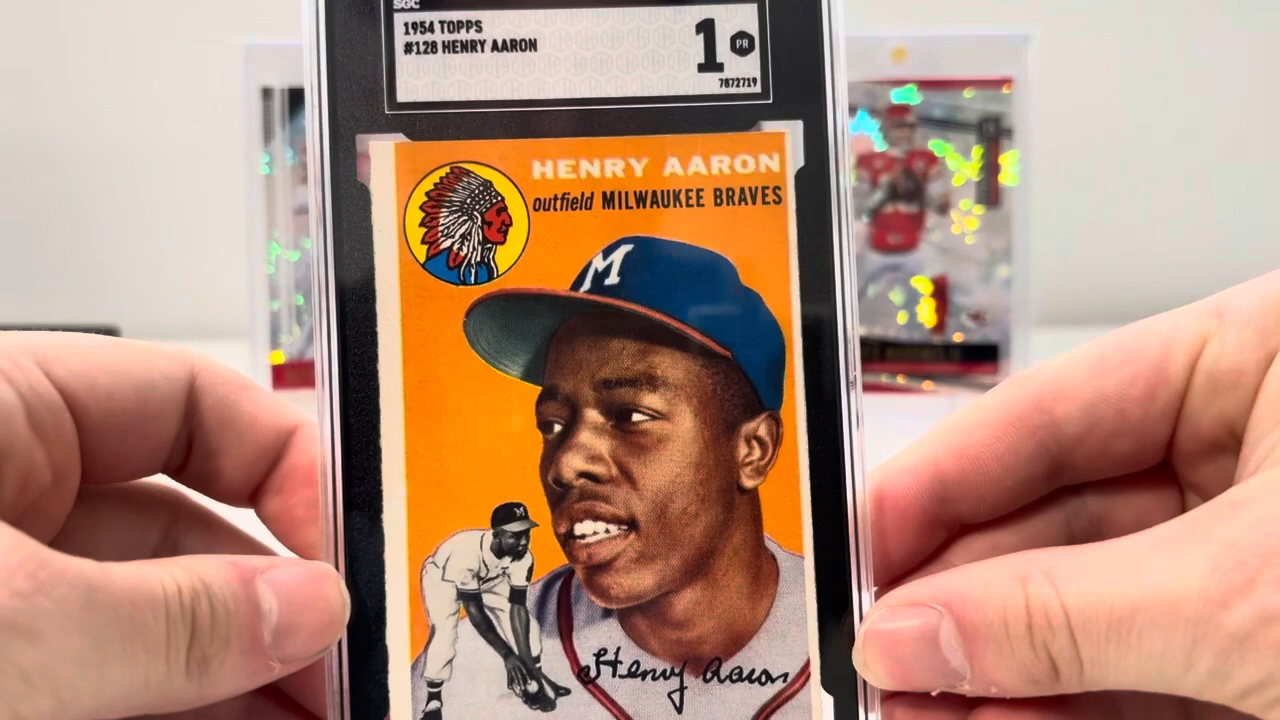 SGC
1954 TOPPS
#128 HENRY AARON
1 PR
7872719
HENRY AARON
outfield MILWAUKEE BRAVES
M
M
Henry Aaron